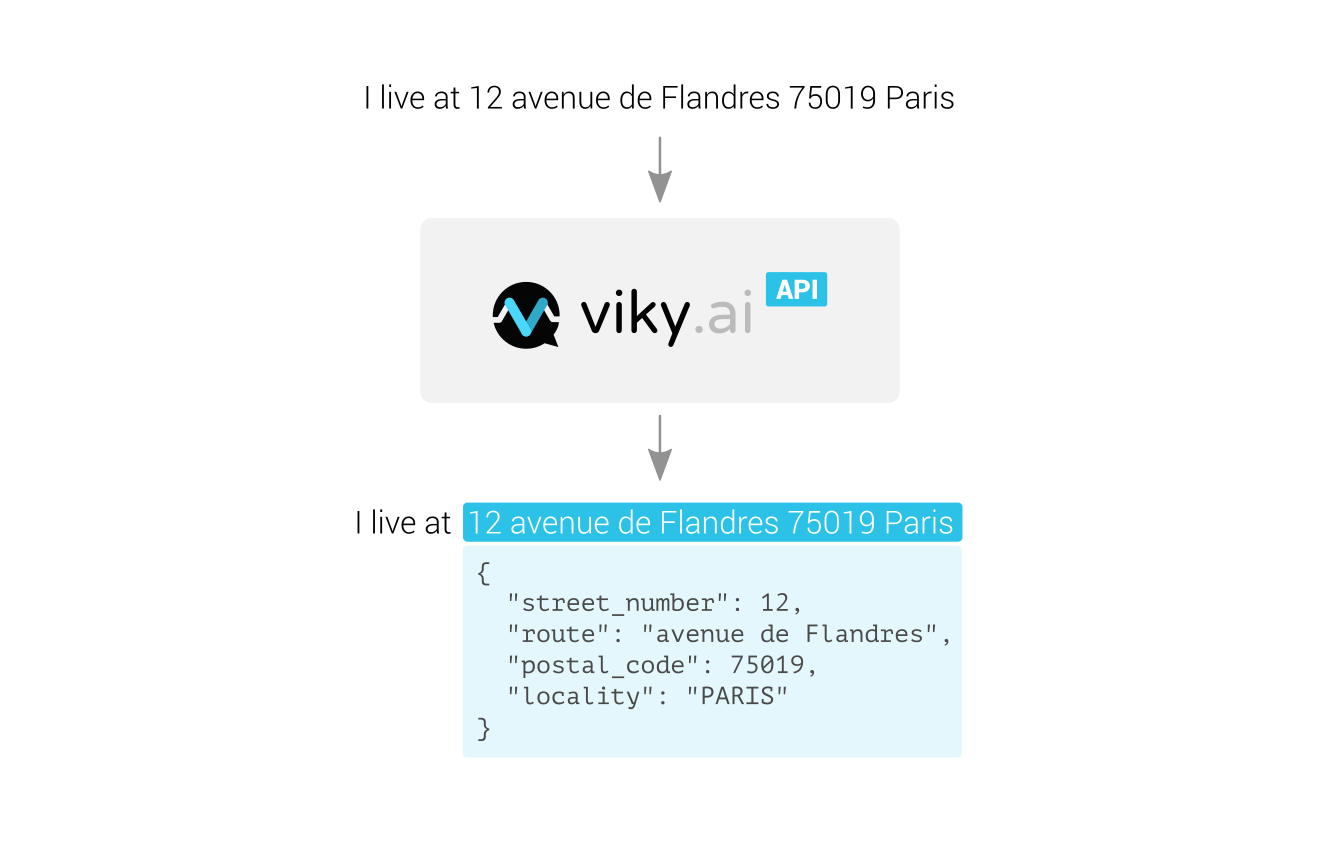 I live at 12 avenue de Flandres 75019 Paris
viky.ai API
I live at 12 avenue de Flandres 75019 Paris
{
"street_number": 12,
"route": "avenue de Flandres",
"postal_code": 75019,
"locality": "PARIS"
}